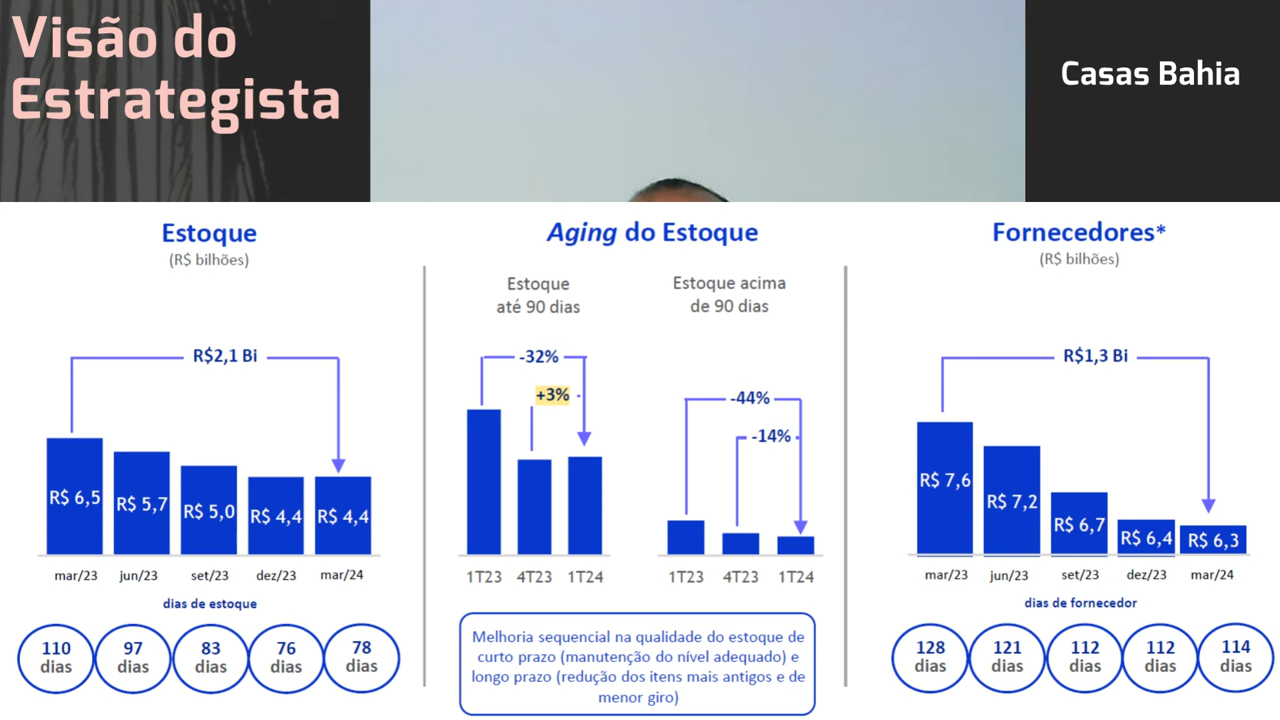 Visão do
Estrategista
Casas Bahia
Estoque
(R$ bilhões)
R$2,1 Bi
R$ 6,5
R$ 5,7
R$ 5,0
R$ 4,4
R$ 4,4
mar/23
jun/23
set/23
dez/23
mar/24
dias de estoque
110
dias
97
dias
83
dias
76
dias
78
dias
Aging do Estoque
Estoque
até 90 dias
-32%
+3%
1T23
4T23
1T24
Estoque acima
de 90 dias
-44%
-14%
1T23
4T23
1T24
Melhoria sequencial na qualidade do estoque de
curto prazo (manutenção do nível adequado) e
longo prazo (redução dos itens mais antigos e de
menor giro)
Fornecedores*
(R$ bilhões)
R$1,3 Bi
R$ 7,6
R$ 7,2
R$ 6,7
R$ 6,4
R$ 6,3
mar/23
jun/23
set/23
dez/23
mar/24
dias de fornecedor
128
dias
121
dias
112
dias
112
dias
114
dias